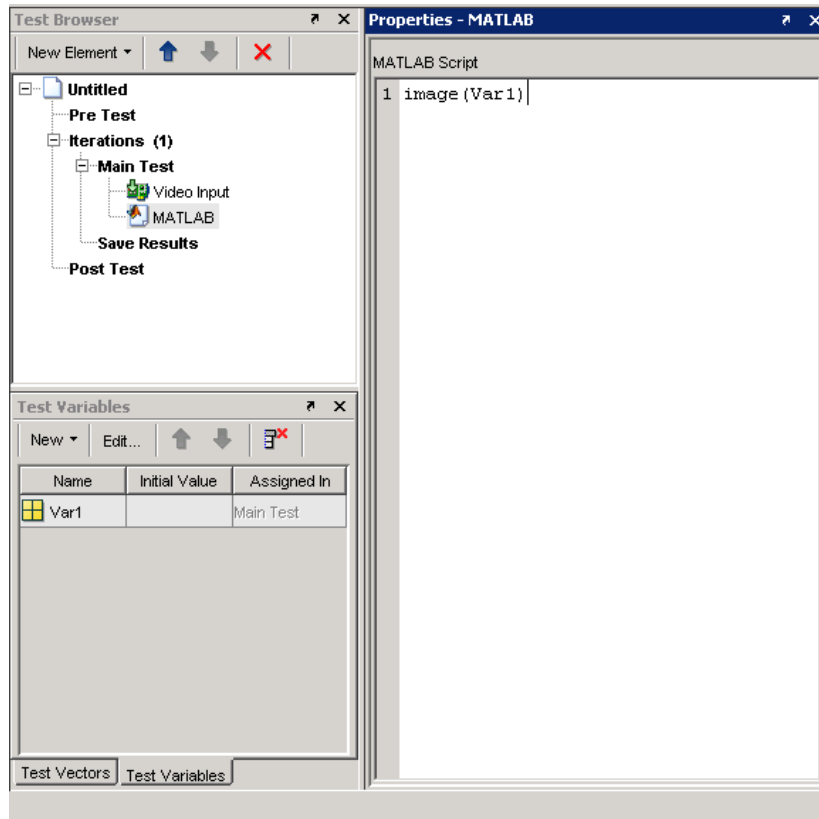 Test Browser
New Element
Untitled
Pre Test
Iterations (1)
Main Test
Video Input
MATLAB
Save Results
Post Test
Test Variables
New Edit...
Name Initial Value Assigned In
Var1 Main Test
Test Vectors Test Variables
Properties - MATLAB
MATLAB Script
1 image(Var1)